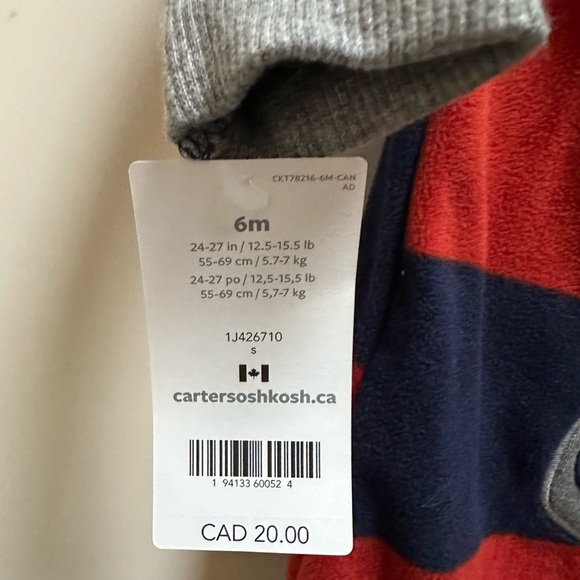 CKT78216-6M-CAN
AD
6m
24-27 in / 12.5-15.5 lb
55-69 cm / 5.7-7 kg
24-27 po / 12,5-15,5 lb
55-69 cm / 5,7-7 kg
1J426710
s
cartersoshkosh.ca
1 94133 60052 4
CAD 20.00